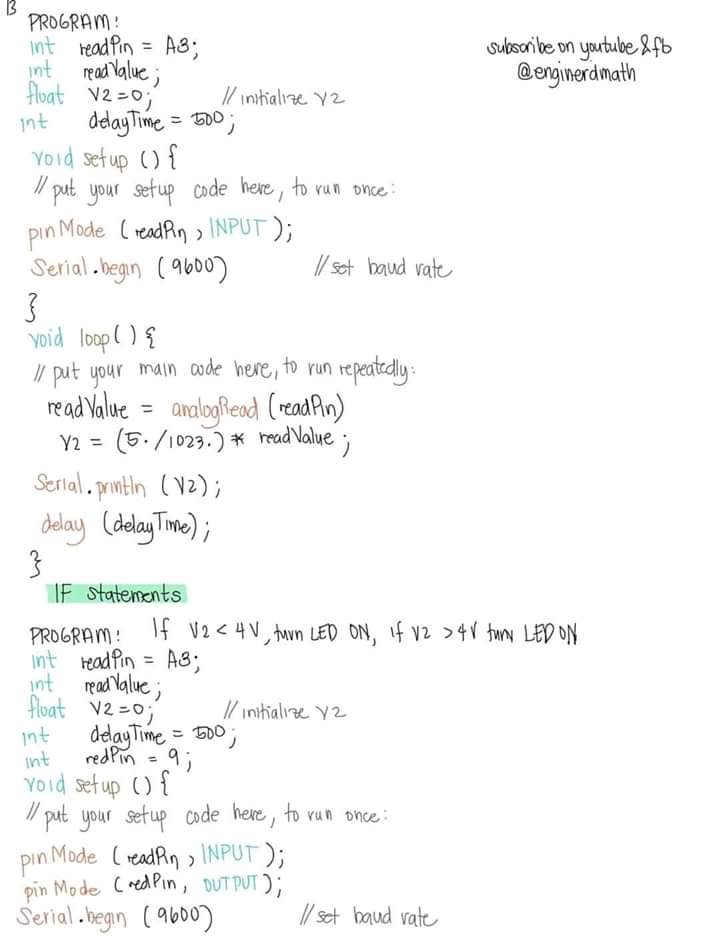 B
PROGRAM:
int readPin = A3;
int readValue;
float V2=0; // initialize V2
int delayTime = 500;
subscribe on youtube & fb
@enginerdmath
void setup () {
// put your setup code here, to run once:
pinMode (readPin, INPUT);
Serial.begin (9600) // set baud rate
}
void loop() {
// put your main code here, to run repeatedly:
readValue = analogRead (readPin)
V2 = (5./1023.) * readValue;
Serial.println (V2);
delay (delayTime);
}
IF statements
PROGRAM: If V2 < 4V, turn LED ON, if V2 > 4V turn LED ON
int readPin = A3;
int readValue;
float V2=0; // initialize V2
int delayTime = 500;
int redPin = 9;
void setup () {
// put your setup code here, to run once:
pinMode (readPin, INPUT);
pinMode (redPin, OUTPUT);
Serial.begin (9600) // set baud rate